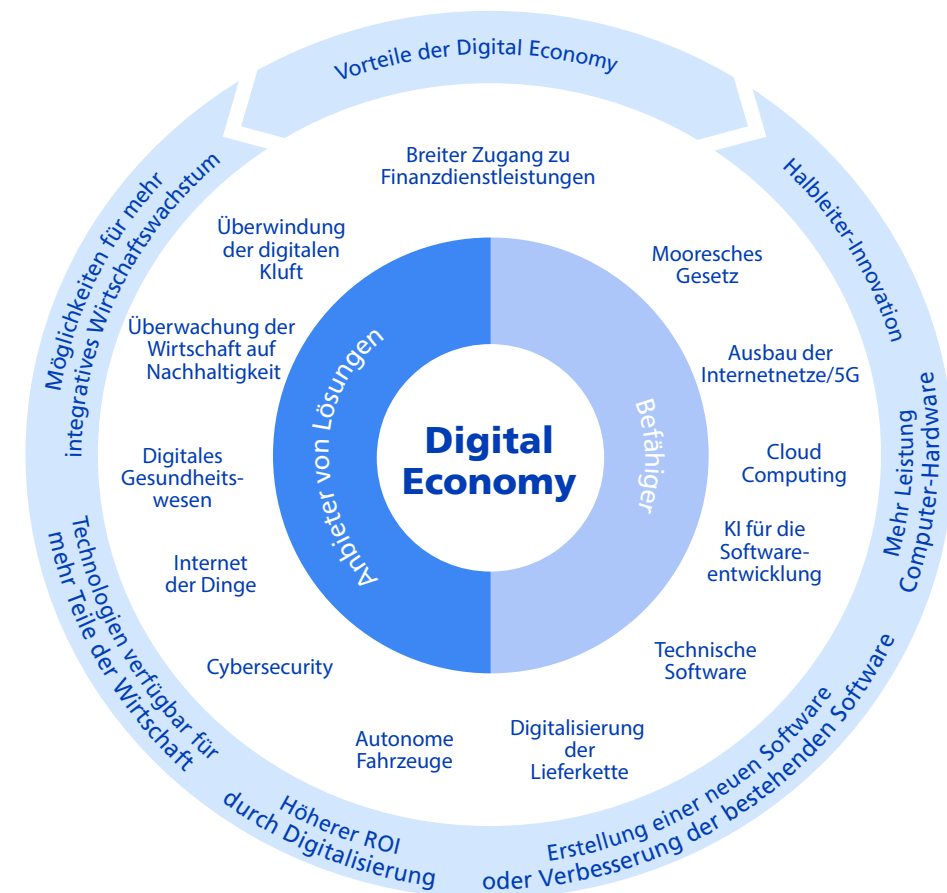 Vorteile der Digital Economy
Halbleiter-Innovation
Mehr Leistung
Computer-Hardware
Erstellung einer neuen Software
oder Verbesserung der bestehenden Software
Höherer ROI
durch Digitalisierung
Technologien verfügbar für
mehr Teile der Wirtschaft
Möglichkeiten für mehr
integratives Wirtschaftswachstum
Breiter Zugang zu
Finanzdienstleistungen
Mooresches
Gesetz
Ausbau der
Internetnetze/5G
Cloud
Computing
KI für die
Software-
entwicklung
Technische
Software
Digitalisierung
der
Lieferkette
Autonome
Fahrzeuge
Cybersecurity
Internet
der Dinge
Digitales
Gesundheits-
wesen
Überwachung der
Wirtschaft auf
Nachhaltigkeit
Überwindung
der digitalen
Kluft
Anbieter von Lösungen
Befähiger
Digital
Economy